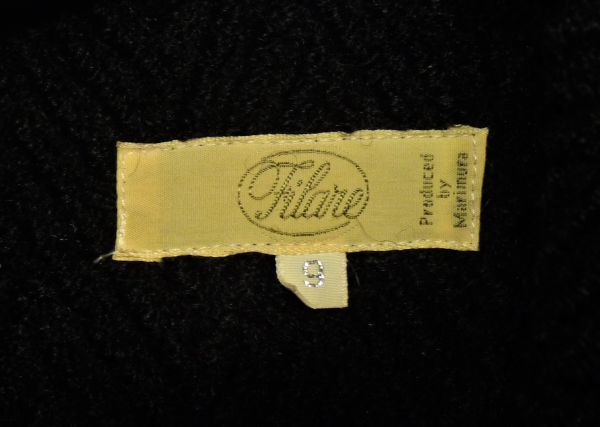 Filare
Produced
by
Marimura
9